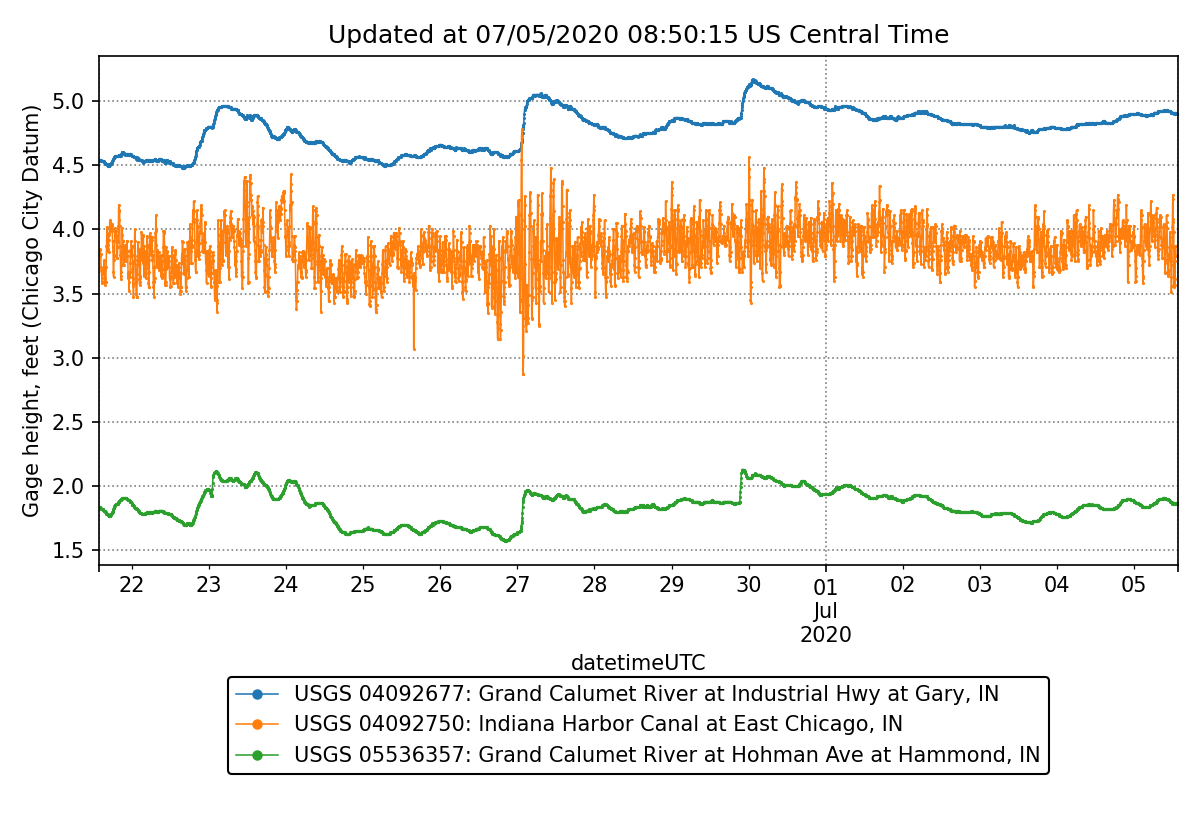 Updated at 07/05/2020 08:50:15 US Central Time
Gage height, feet (Chicago City Datum)
5.0
4.5
4.0
3.5
3.0
2.5
2.0
1.5
22 23 24 25 26 27 28 29 30 01 02 03 04 05
Jul
2020
datetimeUTC
USGS 04092677: Grand Calumet River at Industrial Hwy at Gary, IN
USGS 04092750: Indiana Harbor Canal at East Chicago, IN
USGS 05536357: Grand Calumet River at Hohman Ave at Hammond, IN